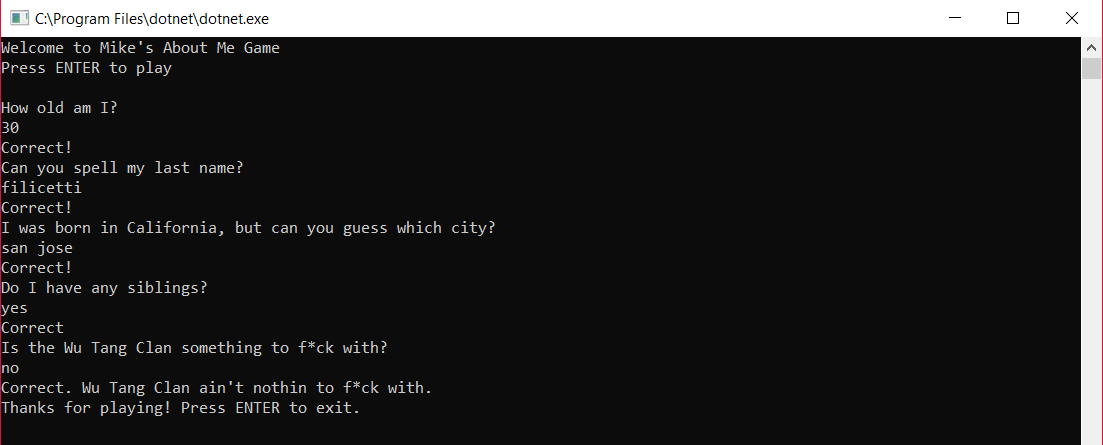 C:\Program Files\dotnet\dotnet.exe
Welcome to Mike's About Me Game
Press ENTER to play
How old am I?
30
Correct!
Can you spell my last name?
filicetti
Correct!
I was born in California, but can you guess which city?
san jose
Correct!
Do I have any siblings?
yes
Correct
Is the Wu Tang Clan something to f*ck with?
no
Correct. Wu Tang Clan ain't nothin to f*ck with.
Thanks for playing! Press ENTER to exit.